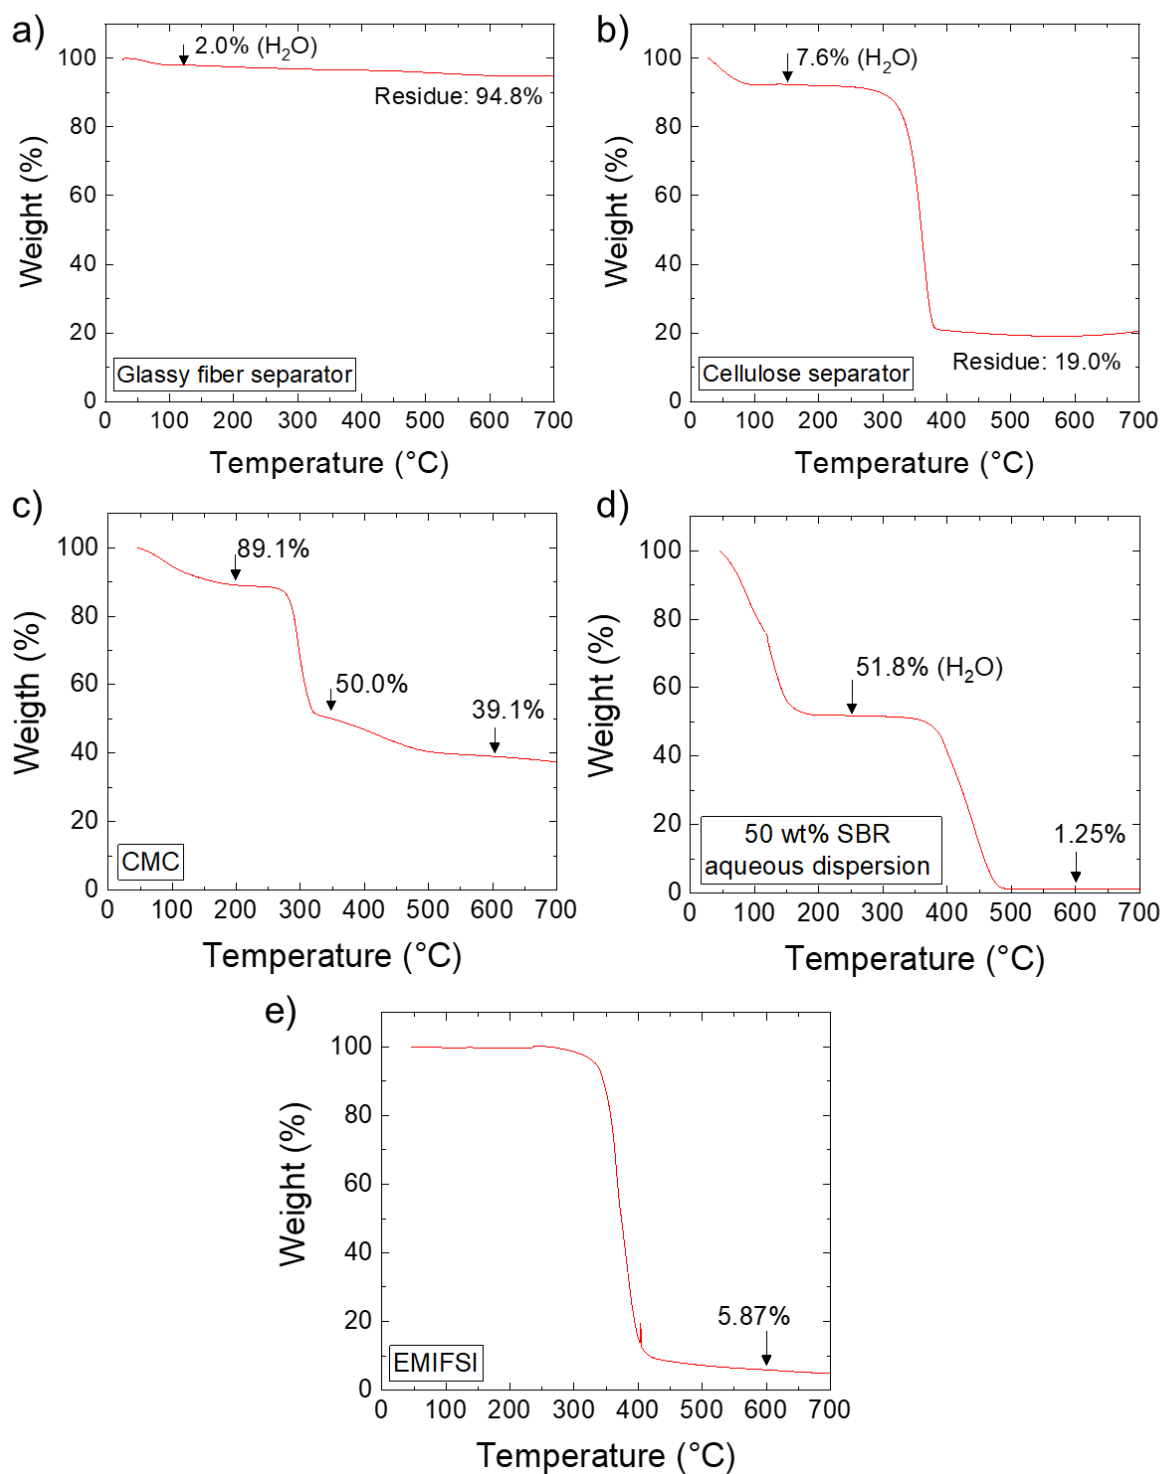 a)
2.0% (H₂O)
Residue: 94.8%
Glassy fiber separator
Weight (%)
100
80
60
40
20
0
0 100 200 300 400 500 600 700
Temperature (°C)
b)
7.6% (H₂O)
Residue: 19.0%
Cellulose separator
Weight (%)
100
80
60
40
20
0
0 100 200 300 400 500 600 700
Temperature (°C)
c)
89.1%
50.0%
39.1%
CMC
Weigth (%)
100
80
60
40
20
0
0 100 200 300 400 500 600 700
Temperature (°C)
d)
51.8% (H₂O)
1.25%
50 wt% SBR
aqueous dispersion
Weight (%)
100
80
60
40
20
0
0 100 200 300 400 500 600 700
Temperature (°C)
e)
5.87%
EMIFSI
Weight (%)
100
80
60
40
20
0
0 100 200 300 400 500 600 700
Temperature (°C)